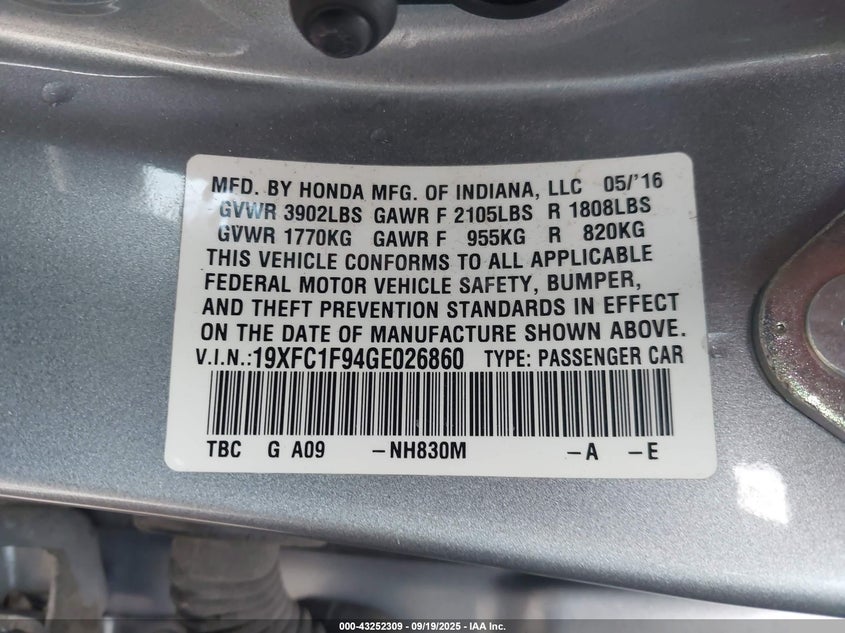 MFD. BY HONDA MFG. OF INDIANA, LLC 05/'16
GVWR 3902LBS GAWR F 2105LBS R 1808LBS
GVWR 1770KG GAWR F 955KG R 820KG
THIS VEHICLE CONFORMS TO ALL APPLICABLE
FEDERAL MOTOR VEHICLE SAFETY, BUMPER,
AND THEFT PREVENTION STANDARDS IN EFFECT
ON THE DATE OF MANUFACTURE SHOWN ABOVE.
V.I.N.:19XFC1F94GE026860 TYPE: PASSENGER CAR
TBC G A09 -NH830M -A -E
000-43252309 - 09/19/2025 - IAA Inc.